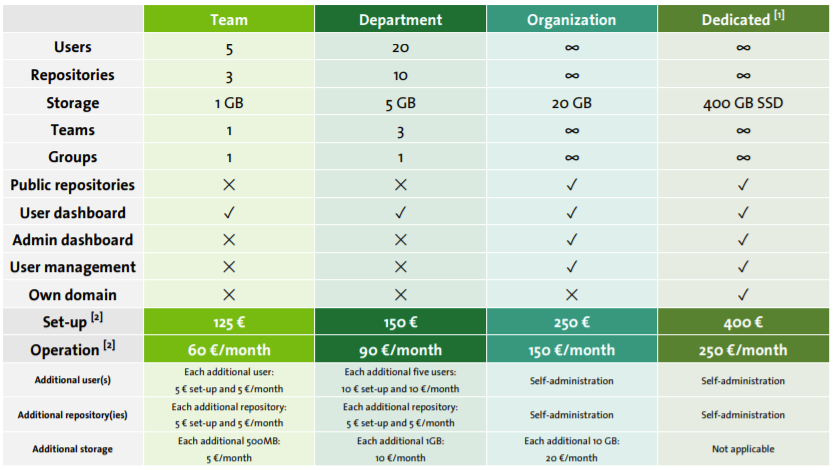 Team Department Organization Dedicated [1]
Users 5 20 ∞ ∞
Repositories 3 10 ∞ ∞
Storage 1 GB 5 GB 20 GB 400 GB SSD
Teams 1 3 ∞ ∞
Groups 1 1 ∞ ∞
Public repositories ✕ ✕ ✓ ✓
User dashboard ✓ ✓ ✓ ✓
Admin dashboard ✕ ✕ ✓ ✓
User management ✕ ✕ ✓ ✓
Own domain ✕ ✕ ✕ ✓
Set-up [2] 125 € 150 € 250 € 400 €
Operation [2] 60 €/month 90 €/month 150 €/month 250 €/month
Additional user(s)
Each additional user:
5 € set-up and 5 €/month
Each additional five users:
10 € set-up and 10 €/month
Self-administration
Self-administration
Additional repository(ies)
Each additional repository:
5 € set-up and 5 €/month
Each additional repository:
5 € set-up and 5 €/month
Self-administration
Self-administration
Additional storage
Each additional 500MB:
5 €/month
Each additional 1GB:
10 €/month
Each additional 10 GB:
20 €/month
Not applicable